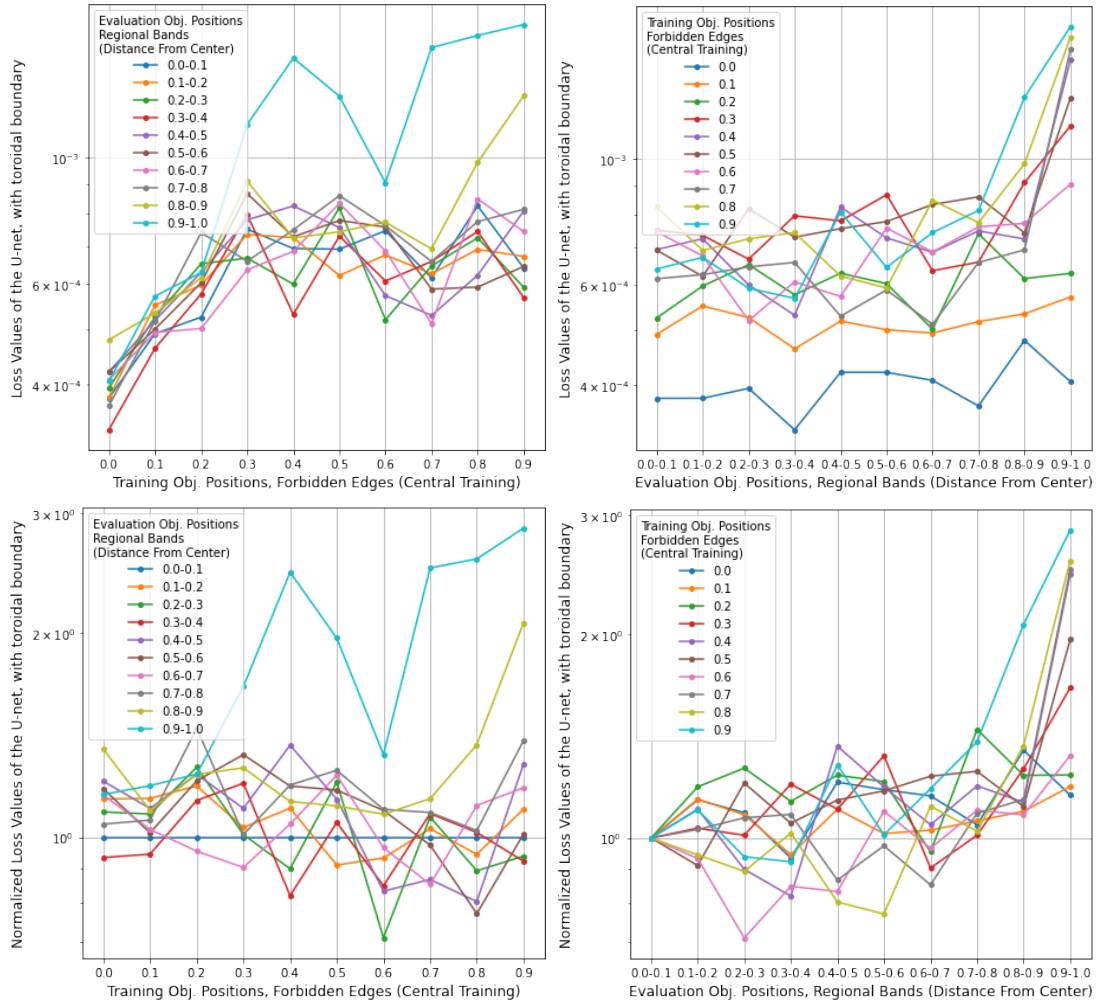 Loss Values of the U-net, with toroidal boundary
10⁻³
6 × 10⁻⁴
4 × 10⁻⁴
Evaluation Obj. Positions
Regional Bands
(Distance From Center)
0.0-0.1
0.1-0.2
0.2-0.3
0.3-0.4
0.4-0.5
0.5-0.6
0.6-0.7
0.7-0.8
0.8-0.9
0.9-1.0
0.0 0.1 0.2 0.3 0.4 0.5 0.6 0.7 0.8 0.9
Training Obj. Positions, Forbidden Edges (Central Training)
Loss Values of the U-net, with toroidal boundary
10⁻³
6 × 10⁻⁴
4 × 10⁻⁴
Training Obj. Positions
Forbidden Edges
(Central Training)
0.0
0.1
0.2
0.3
0.4
0.5
0.6
0.7
0.8
0.9
0.0-0.1 0.1-0.2 0.2-0.3 0.3-0.4 0.4-0.5 0.5-0.6 0.6-0.7 0.7-0.8 0.8-0.9 0.9-1.0
Evaluation Obj. Positions, Regional Bands (Distance From Center)
Normalized Loss Values of the U-net, with toroidal boundary
3 × 10⁰
2 × 10⁰
10⁰
Evaluation Obj. Positions
Regional Bands
(Distance From Center)
0.0-0.1
0.1-0.2
0.2-0.3
0.3-0.4
0.4-0.5
0.5-0.6
0.6-0.7
0.7-0.8
0.8-0.9
0.9-1.0
0.0 0.1 0.2 0.3 0.4 0.5 0.6 0.7 0.8 0.9
Training Obj. Positions, Forbidden Edges (Central Training)
Normalized Loss Values of the U-net, with toroidal boundary
3 × 10⁰
2 × 10⁰
10⁰
Training Obj. Positions
Forbidden Edges
(Central Training)
0.0
0.1
0.2
0.3
0.4
0.5
0.6
0.7
0.8
0.9
0.0-0.1 0.1-0.2 0.2-0.3 0.3-0.4 0.4-0.5 0.5-0.6 0.6-0.7 0.7-0.8 0.8-0.9 0.9-1.0
Evaluation Obj. Positions, Regional Bands (Distance From Center)